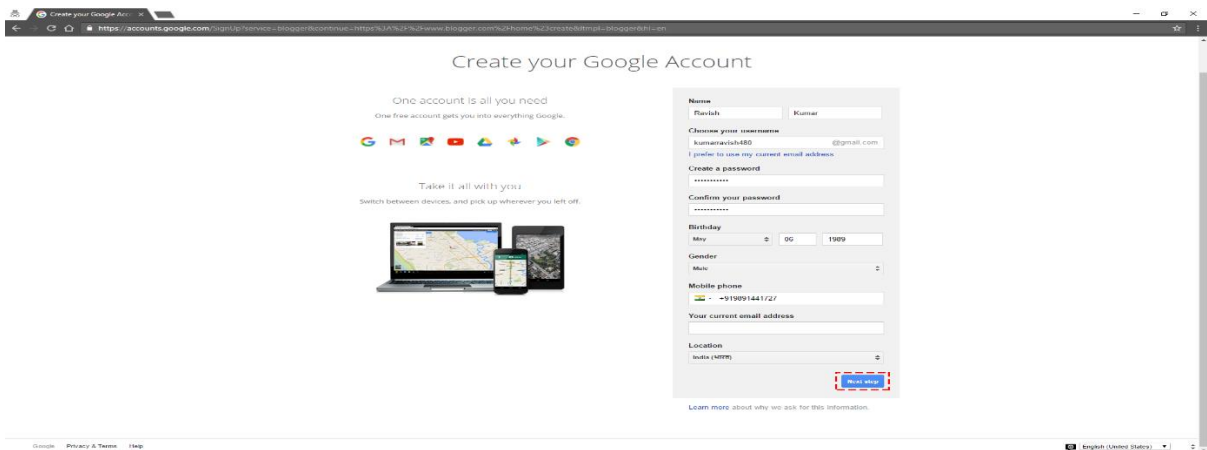 Create your Google Acc
https://accounts.google.com/SignUp?service=blogger&continue=https%3A%2F%2Fwww.blogger.com%2Fhome%23create&ltmpl=blogger&hl=en
Create your Google Account
One account is all you need
One free account gets you into everything Google.
Take it all with you
Switch between devices, and pick up wherever you left off.
Name
Ravish Kumar
Choose your username
kumarravish480 @gmail.com
I prefer to use my current email address
Create a password
Confirm your password
Birthday
May 06 1989
Gender
Male
Mobile phone
+919891441727
Your current email address
Location
India (भारत)
Next step
Learn more about why we ask for this information.
Google Privacy & Terms Help
English (United States)